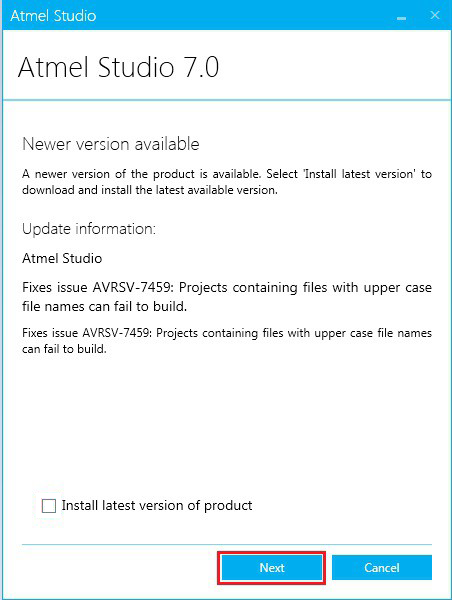 Atmel Studio
Atmel Studio 7.0
Newer version available
A newer version of the product is available. Select 'Install latest version' to
download and install the latest available version.
Update information:
Atmel Studio
Fixes issue AVRSV-7459: Projects containing files with upper case
file names can fail to build.
Fixes issue AVRSV-7459: Projects containing files with upper case file names
can fail to build.
Install latest version of product
Next
Cancel